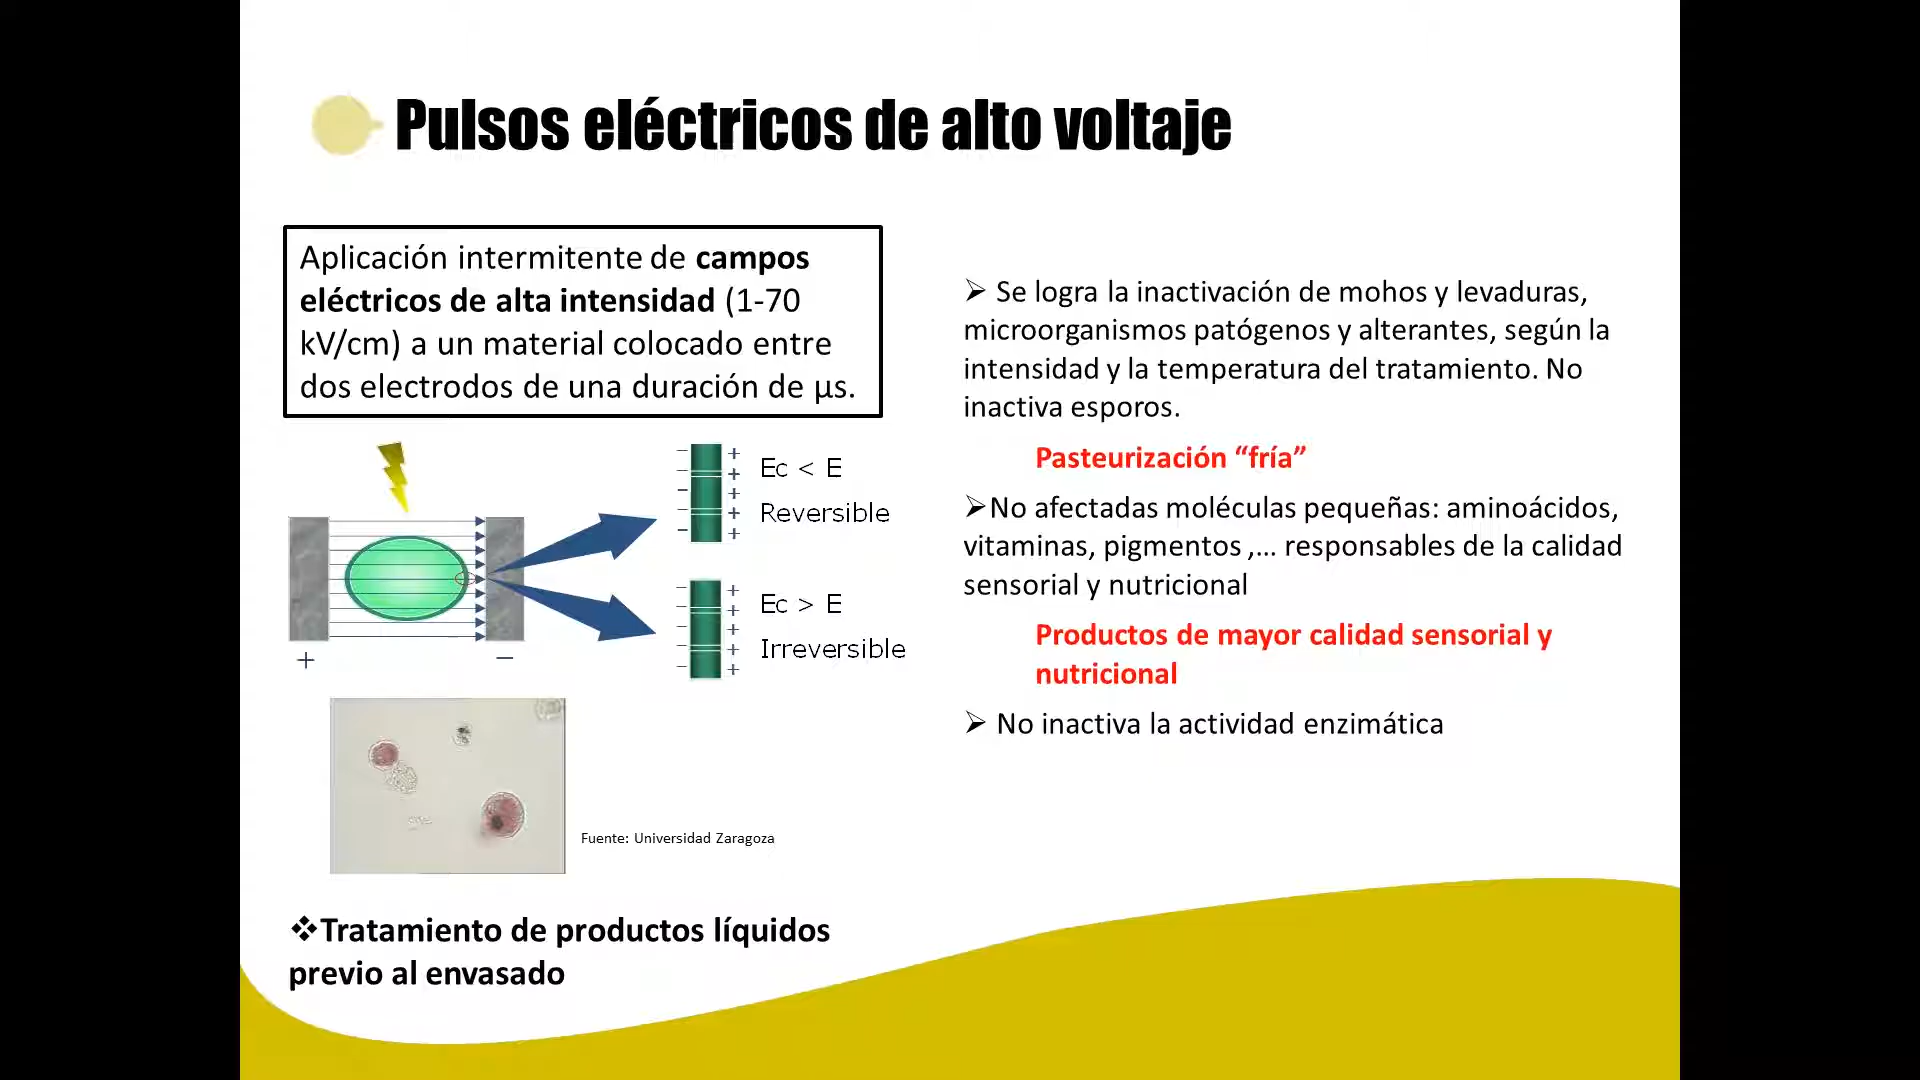 Pulsos eléctricos de alto voltaje
Aplicación intermitente de campos
eléctricos de alta intensidad (1-70
kV/cm) a un material colocado entre
dos electrodos de una duración de µs.
Ec < E
Reversible
Ec > E
Irreversible
+
−
Fuente: Universidad Zaragoza
❖Tratamiento de productos líquidos
previo al envasado
➢ Se logra la inactivación de mohos y levaduras,
microorganismos patógenos y alterantes, según la
intensidad y la temperatura del tratamiento. No
inactiva esporos.
Pasteurización “fría”
➢No afectadas moléculas pequeñas: aminoácidos,
vitaminas, pigmentos ,... responsables de la calidad
sensorial y nutricional
Productos de mayor calidad sensorial y
nutricional
➢ No inactiva la actividad enzimática